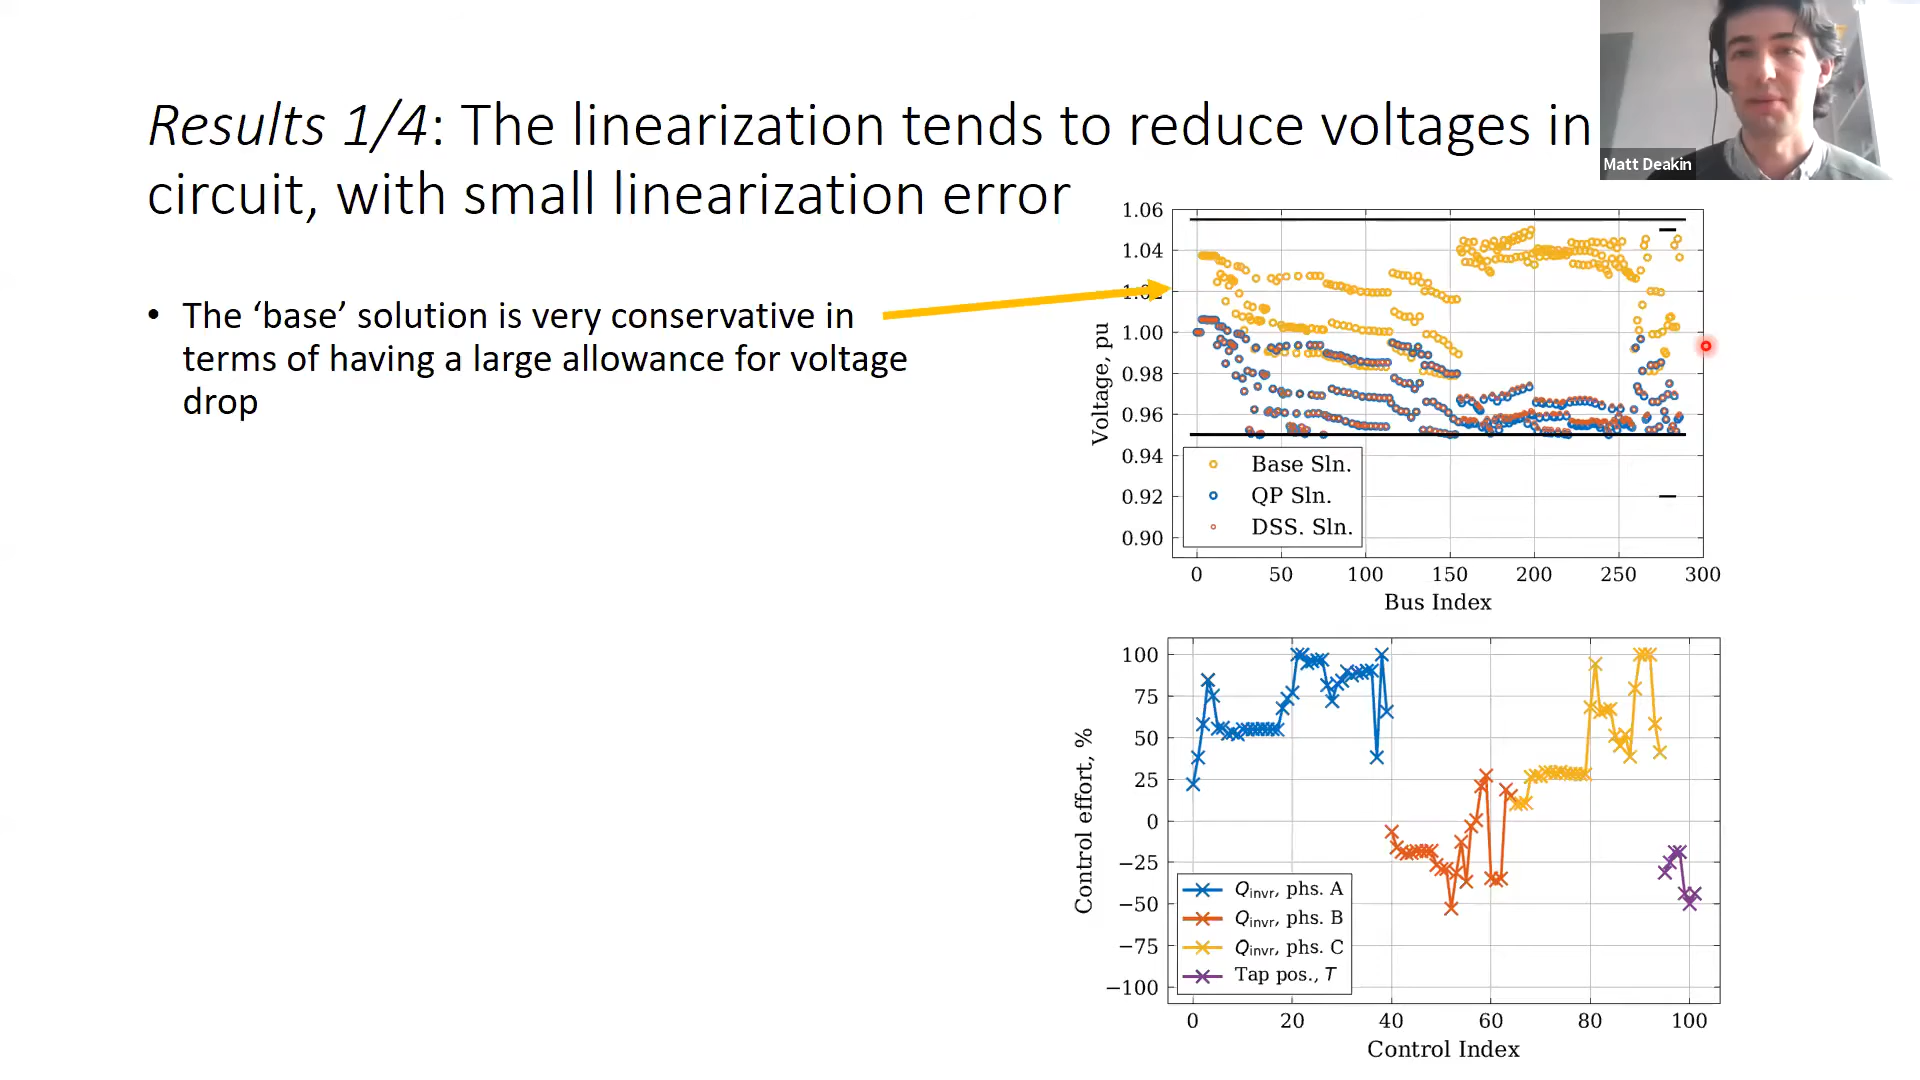 Results 1/4: The linearization tends to reduce voltages in
circuit, with small linearization error
Matt Deakin
• The ‘base’ solution is very conservative in
terms of having a large allowance for voltage
drop
1.06
1.04
1.02
1.00
0.98
0.96
0.94
0.92
0.90
Voltage, pu
Base Sln.
QP Sln.
DSS. Sln.
0 50 100 150 200 250 300
Bus Index
100
75
50
25
0
−25
−50
−75
−100
Control effort, %
Qinvr, phs. A
Qinvr, phs. B
Qinvr, phs. C
Tap pos., T
0 20 40 60 80 100
Control Index